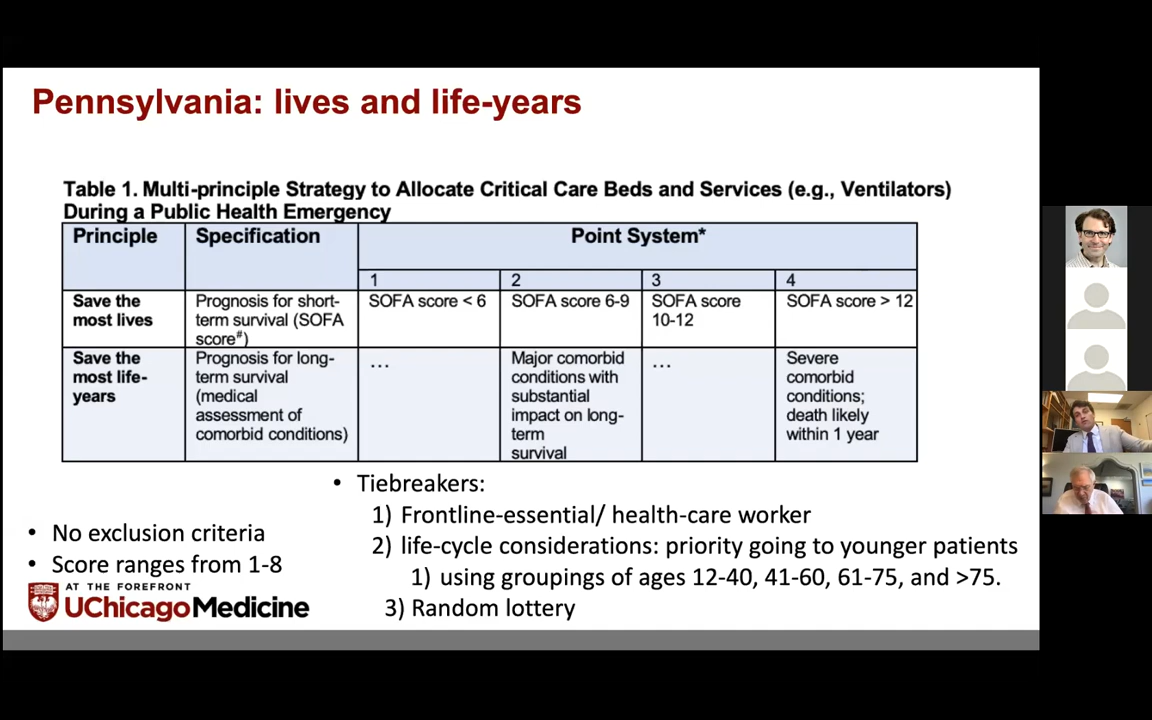 Pennsylvania: lives and life-years
Table 1. Multi-principle Strategy to Allocate Critical Care Beds and Services (e.g., Ventilators)
During a Public Health Emergency
Principle
Specification
Point System*
1
2
3
4
Save the
most lives
Prognosis for short-
term survival (SOFA
score#)
SOFA score < 6
SOFA score 6-9
SOFA score
10-12
SOFA score > 12
Save the
most life-
years
Prognosis for long-
term survival
(medical
assessment of
comorbid conditions)
...
Major comorbid
conditions with
substantial
impact on long-
term
survival
...
Severe
comorbid
conditions;
death likely
within 1 year
• No exclusion criteria
• Score ranges from 1-8
• Tiebreakers:
1) Frontline-essential/ health-care worker
2) life-cycle considerations: priority going to younger patients
1) using groupings of ages 12-40, 41-60, 61-75, and >75.
3) Random lottery
AT THE FOREFRONT
UChicago Medicine